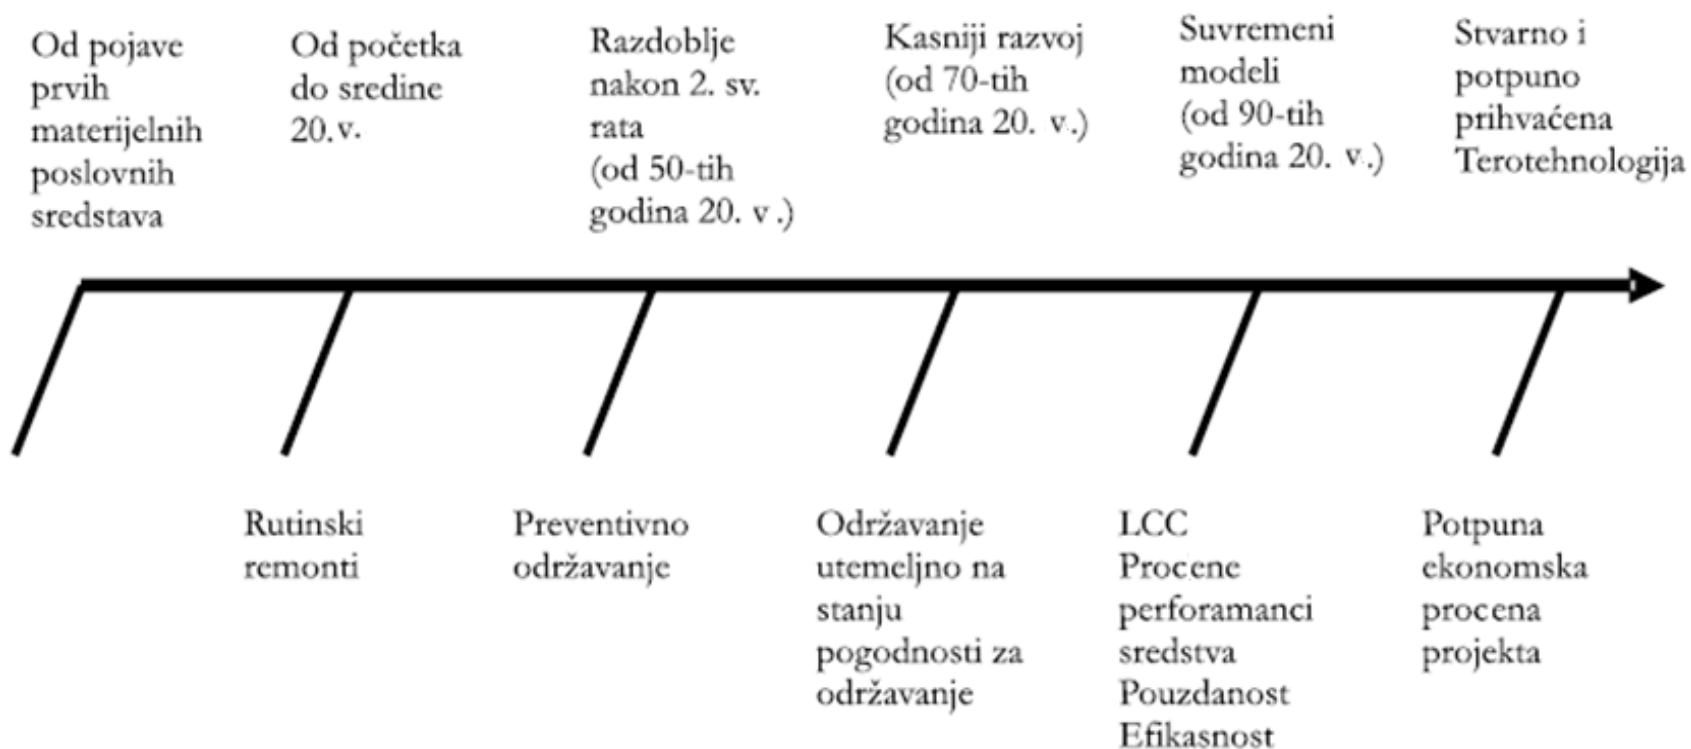 Od pojave
prvih
materijelnih
poslovnih
sredstava
Od početka
do sredine
20.v.
Razdoblje
nakon 2. sv.
rata
(od 50-tih
godina 20. v.)
Kasniji razvoj
(od 70-tih
godina 20. v.)
Suvremeni
modeli
(od 90-tih
godina 20. v.)
Stvarno i
potpuno
prihvaćena
Terotehnologija
Rutinski
remonti
Preventivno
održavanje
Održavanje
utemeljno na
stanju
pogodnosti za
održavanje
LCC
Procene
perforamanci
sredstva
Pouzdanost
Efikasnost
Potpuna
ekonomska
procena
projekta